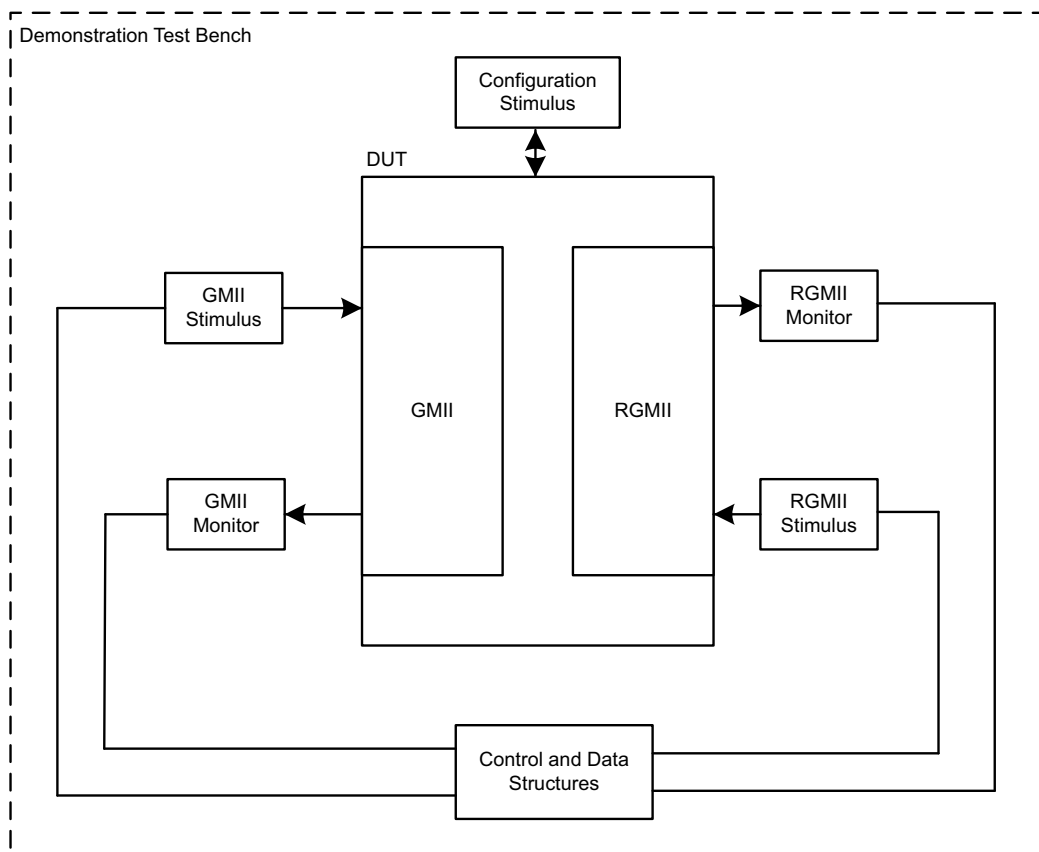 Demonstration Test Bench
Configuration
Stimulus
DUT
GMII
Stimulus
RGMII
Monitor
GMII
RGMII
GMII
Monitor
RGMII
Stimulus
Control and Data
Structures